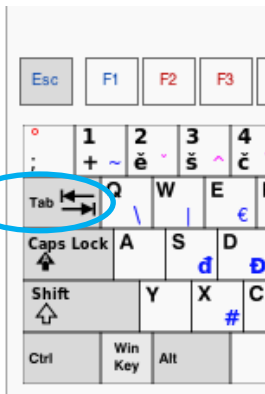 Esc F1 F2 F3
° 1 2 3 4
; + ~ ě ˇ š ^ č
Tab Q \ W | E €
Caps Lock A S đ D Đ
Shift Y X # C
Ctrl Win Key Alt